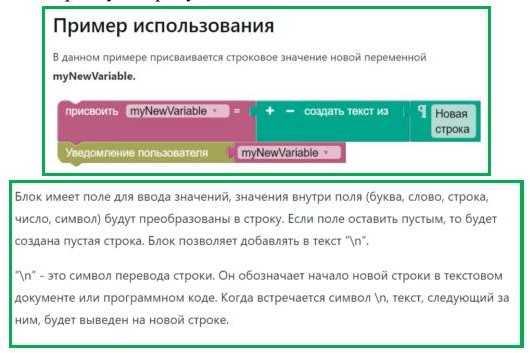 Пример использования
В данном примере присваивается строковое значение новой переменной
myNewVariable.
присвоить myNewVariable = + − создать текст из ¶ Новая
строка
Уведомление пользователя myNewVariable
Блок имеет поле для ввода значений, значения внутри поля (буква, слово, строка,
число, символ) будут преобразованы в строку. Если поле оставить пустым, то будет
создана пустая строка. Блок позволяет добавлять в текст "\n".
"\n" - это символ перевода строки. Он обозначает начало новой строки в текстовом
документе или программном коде. Когда встречается символ \n, текст, следующий за
ним, будет выведен на новой строке.